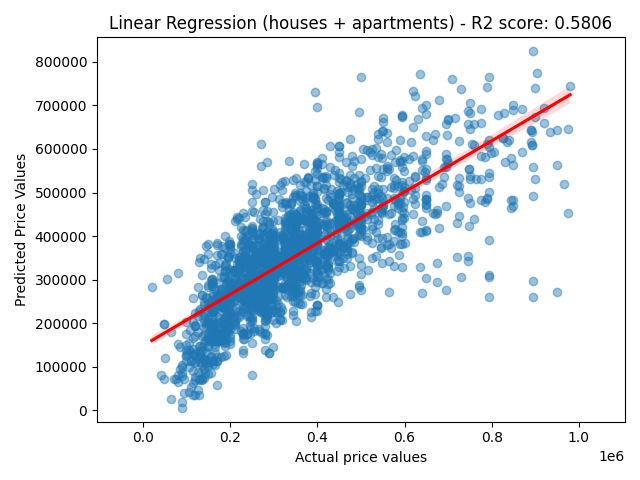 Linear Regression (houses + apartments) - R2 score: 0.5806
800000
700000
600000
500000
400000
300000
200000
100000
0
Predicted Price Values
0.0 0.2 0.4 0.6 0.8 1.0
1e6
Actual price values